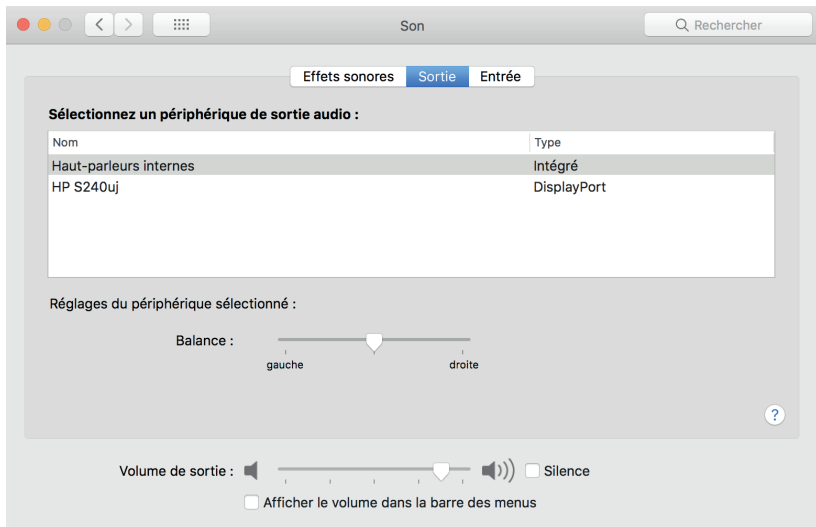 Son
Rechercher
Effets sonores Sortie Entrée
Sélectionnez un périphérique de sortie audio :
Nom Type
Haut-parleurs internes Intégré
HP S240uj DisplayPort
Réglages du périphérique sélectionné :
Balance :
gauche droite
?
Volume de sortie : Silence
Afficher le volume dans la barre des menus